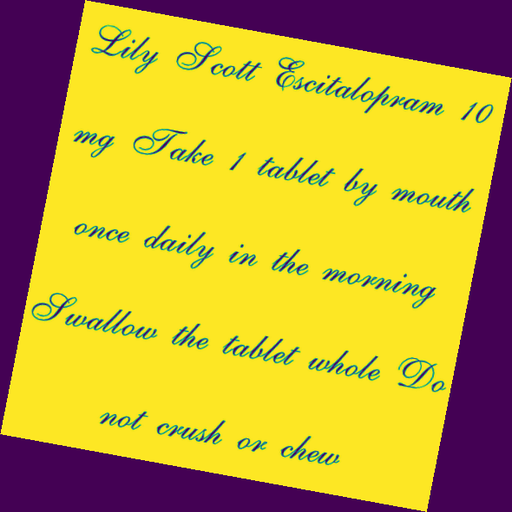 Lily Scott Escitalopram 10
mg Take 1 tablet by mouth
once daily in the morning
Swallow the tablet whole Do
not crush or chew